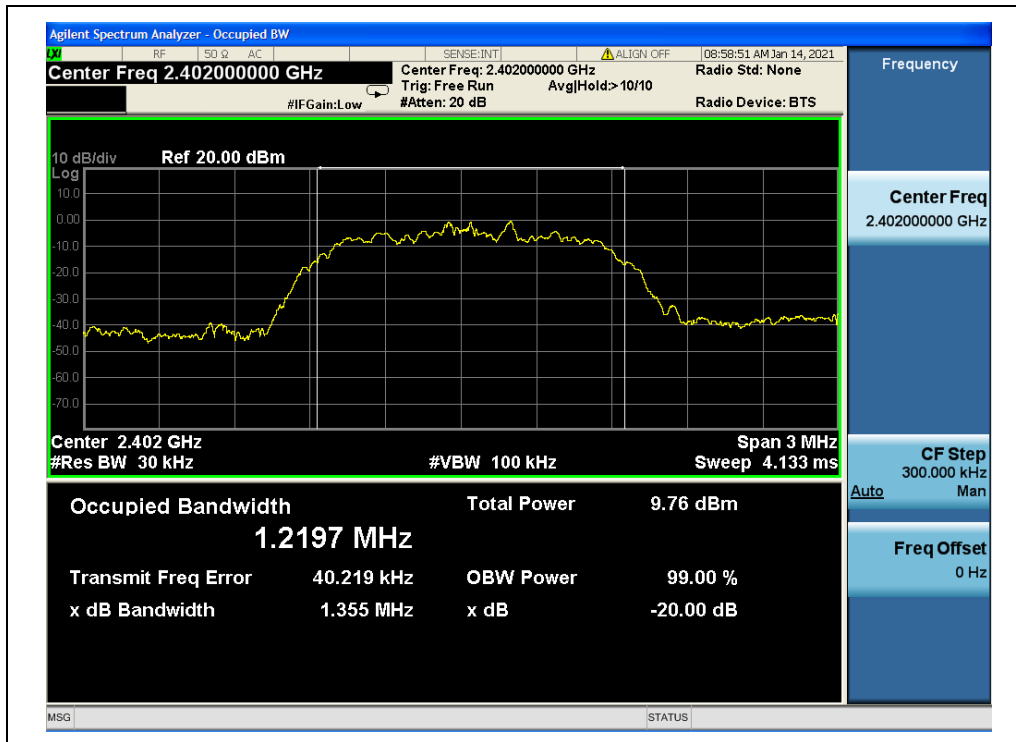 Agilent Spectrum Analyzer - Occupied BW
LXI RF 50 Ω AC SENSE:INT ALIGN OFF 08:58:51 AM Jan 14, 2021
Center Freq 2.402000000 GHz Center Freq: 2.402000000 GHz Radio Std: None
Trig: Free Run Avg|Hold:> 10/10
#IFGain:Low #Atten: 20 dB Radio Device: BTS
10 dB/div Ref 20.00 dBm
Log
10.0
0.00
-10.0
-20.0
-30.0
-40.0
-50.0
-60.0
-70.0
Center 2.402 GHz Span 3 MHz
#Res BW 30 kHz #VBW 100 kHz Sweep 4.133 ms
Occupied Bandwidth Total Power 9.76 dBm
1.2197 MHz
Transmit Freq Error 40.219 kHz OBW Power 99.00 %
x dB Bandwidth 1.355 MHz x dB -20.00 dB
MSG STATUS
Frequency
Center Freq
2.402000000 GHz
CF Step
300.000 kHz
Auto Man
Freq Offset
0 Hz